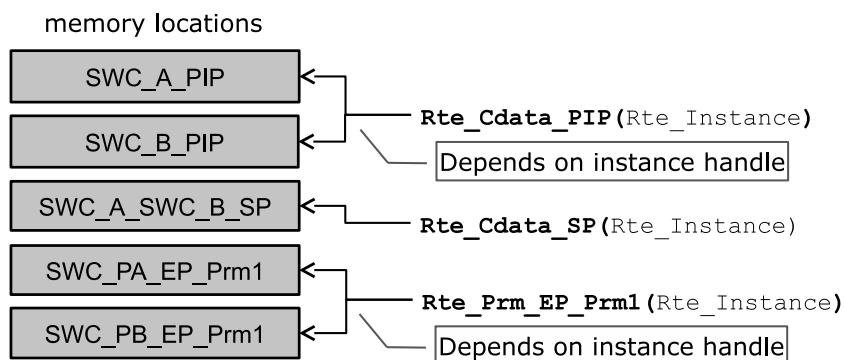 memory locations
SWC_A_PIP
Rte_Cdata_PIP(Rte_Instance)
SWC_B_PIP
Depends on instance handle
SWC_A_SWC_B_SP
Rte_Cdata_SP(Rte_Instance)
SWC_PA_EP_Prm1
Rte_Prm_EP_Prm1(Rte_Instance)
SWC_PB_EP_Prm1
Depends on instance handle